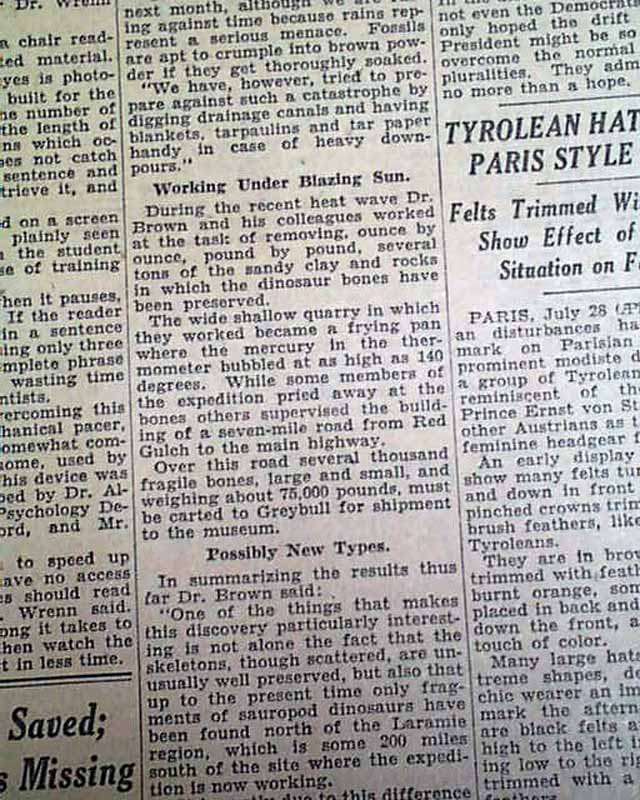 Dr. Wrenn
a chair read-
ted material.
yes is photo-
built for the
number of
the length of
ns which oc-
es not catch
sentence and
trieve it, and
d on a screen
plainly seen
the student,
se of training
hen it pauses,
If the reader
in a sentence
ing only three
mplete phrase
wasting time
ntists.
ercoming this
hanical pacer,
omewhat com-
ome, used by
his device was
ped by Dr. Al-
Psychology De-
ord, and Mr.
to speed up
ave no access
es should read
Wrenn said.
ong it takes to
hen watch the
t in less time.
Saved;
s Missing
next month, although we are
ing against time because rains rep-
resent a serious menace. Fossils
are apt to crumple into brown pow-
der if they get thoroughly soaked.
"We have, however, tried to pre-
pare against such a catastrophe by
digging drainage canals and having
blankets, tarpaulins and tar paper
handy in case of heavy down-
pours."
Working Under Blazing Sun.
During the recent heat wave Dr.
Brown and his colleagues worked
at the task of removing, ounce by
ounce, pound by pound, several
tons of the sandy clay and rocks
in which the dinosaur bones have
been preserved.
The wide shallow quarry in which
they worked became a frying pan
where the mercury in the ther-
mometer bubbled at as high as 140
degrees. While some members of
the expedition pried away at the
bones others supervised the build-
ing of a seven-mile road from Red
Gulch to the main highway.
Over this road several thousand
fragile bones, large and small, and
weighing about 75,000 pounds, must
be carted to Greybull for shipment
to the museum.
Possibly New Types.
In summarizing the results thus
far Dr. Brown said:
"One of the things that makes
this discovery particularly interest-
ing is not alone the fact that the
skeletons, though scattered, are un-
usually well preserved, but also that
up to the present time only frag-
ments of sauropod dinosaurs have
been found north of the Laramie
region, which is some 200 miles
south of the site where the expedi-
tion is now working.
due to this difference
not even the Democrati
only hoped the drift
President might be so
overcome the normal
pluralities. They adm
no more than a hope.
TYROLEAN HAT
PARIS STYLE
Felts Trimmed Wi
Show Effect of
Situation on F
PARIS, July 28 (AP
an disturbances ha
mark on Parisian
prominent modiste
a group of Tyrolean
reminiscent of th
Prince Ernst von St
other Austrians as t
feminine headgear
An early display
show many felts tur
and down in front
pinched crowns trim
brush feathers, like
Tyroleans.
They are in brow
trimmed with feath
burnt orange, som
placed in back and
down the front, a
touch of color.
Many large hats
treme shapes, de
chic wearer an im
mark the aftern
are black felts a
high to the left i
ing low to the rig
trimmed with a
feathers.